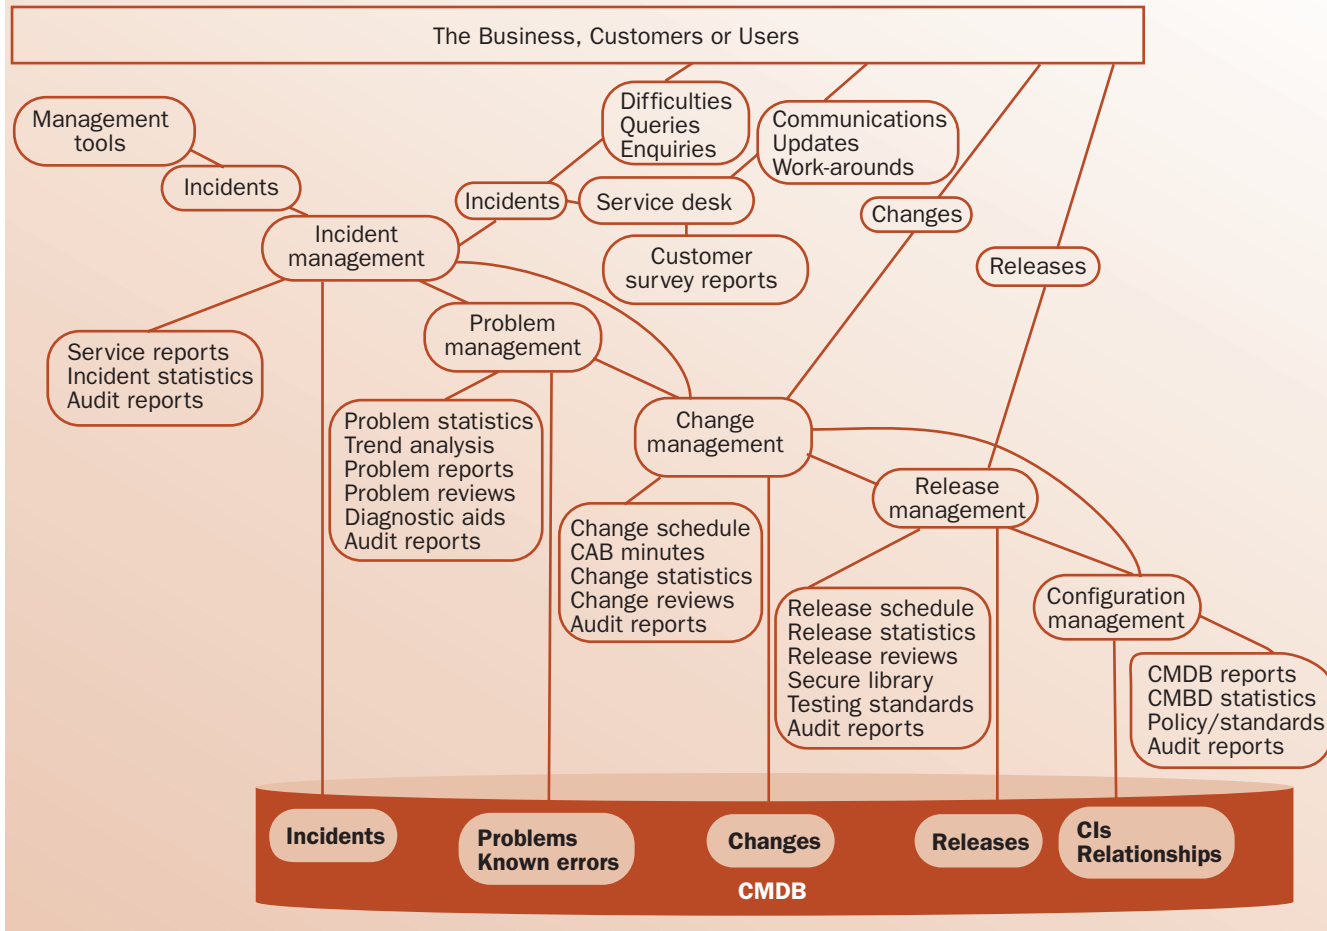 The Business, Customers or Users
Management
tools
Incidents
Difficulties
Queries
Enquiries
Communications
Updates
Work-arounds
Incidents
Service desk
Changes
Incident
management
Customer
survey reports
Releases
Problem
management
Service reports
Incident statistics
Audit reports
Change
management
Problem statistics
Trend analysis
Problem reports
Problem reviews
Diagnostic aids
Audit reports
Release
management
Change schedule
CAB minutes
Change statistics
Change reviews
Audit reports
Configuration
management
Release schedule
Release statistics
Release reviews
Secure library
Testing standards
Audit reports
CMDB reports
CMBD statistics
Policy/standards
Audit reports
Incidents
Problems
Known errors
Changes
Releases
CIs
Relationships
CMDB